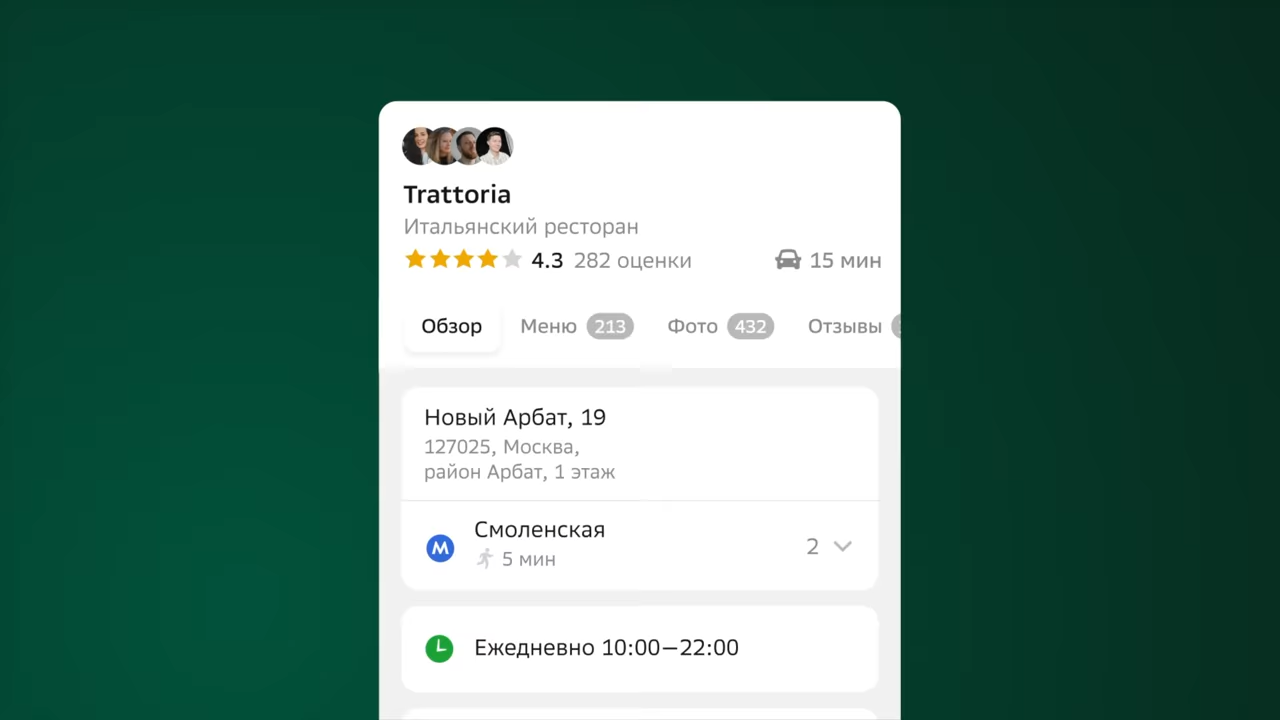 Trattoria
Итальянский ресторан
4.3 282 оценки 15 мин
Обзор Меню 213 Фото 432 Отзывы
Новый Арбат, 19
127025, Москва,
район Арбат, 1 этаж
М Смоленская
5 мин 2
Ежедневно 10:00—22:00